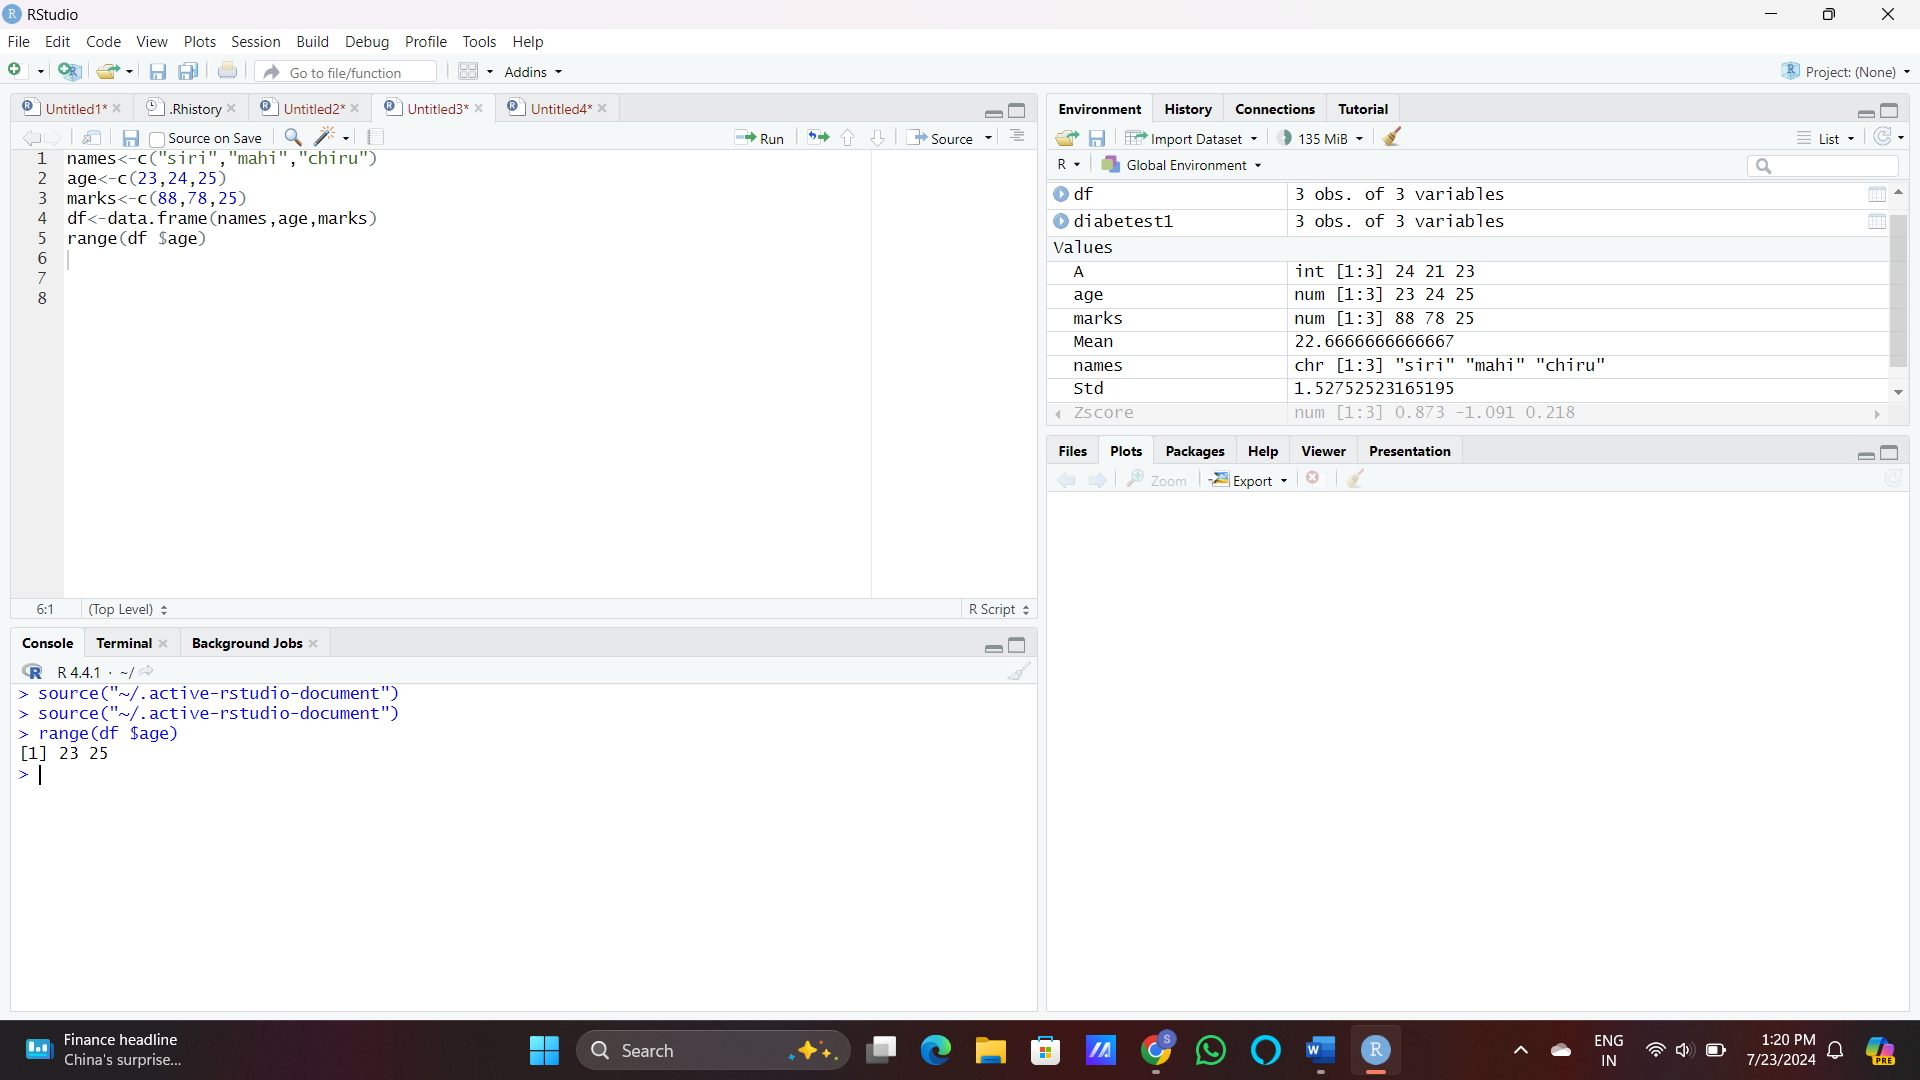 RStudio
File Edit Code View Plots Session Build Debug Profile Tools Help
Go to file/function Addins Project: (None)
Untitled1* .Rhistory Untitled2* Untitled3* Untitled4*
Source on Save Run Source
1 names<-c("siri","mahi","chiru")
2 age<-c(23,24,25)
3 marks<-c(88,78,25)
4 df<-data.frame(names,age,marks)
5 range(df $age)
6
7
8
6:1 (Top Level) R Script
Console Terminal Background Jobs
R 4.4.1 · ~/
> source("~/.active-rstudio-document")
> source("~/.active-rstudio-document")
> range(df $age)
[1] 23 25
>
Environment History Connections Tutorial
Import Dataset 135 MiB List
R Global Environment
df 3 obs. of 3 variables
diabetest1 3 obs. of 3 variables
Values
A int [1:3] 24 21 23
age num [1:3] 23 24 25
marks num [1:3] 88 78 25
Mean 22.6666666666667
names chr [1:3] "siri" "mahi" "chiru"
Std 1.52752523165195
Zscore num [1:3] 0.873 -1.091 0.218
Files Plots Packages Help Viewer Presentation
Zoom Export
Finance headline
China's surprise...
Search
S
R
ENG
IN
1:20 PM
7/23/2024
PRE